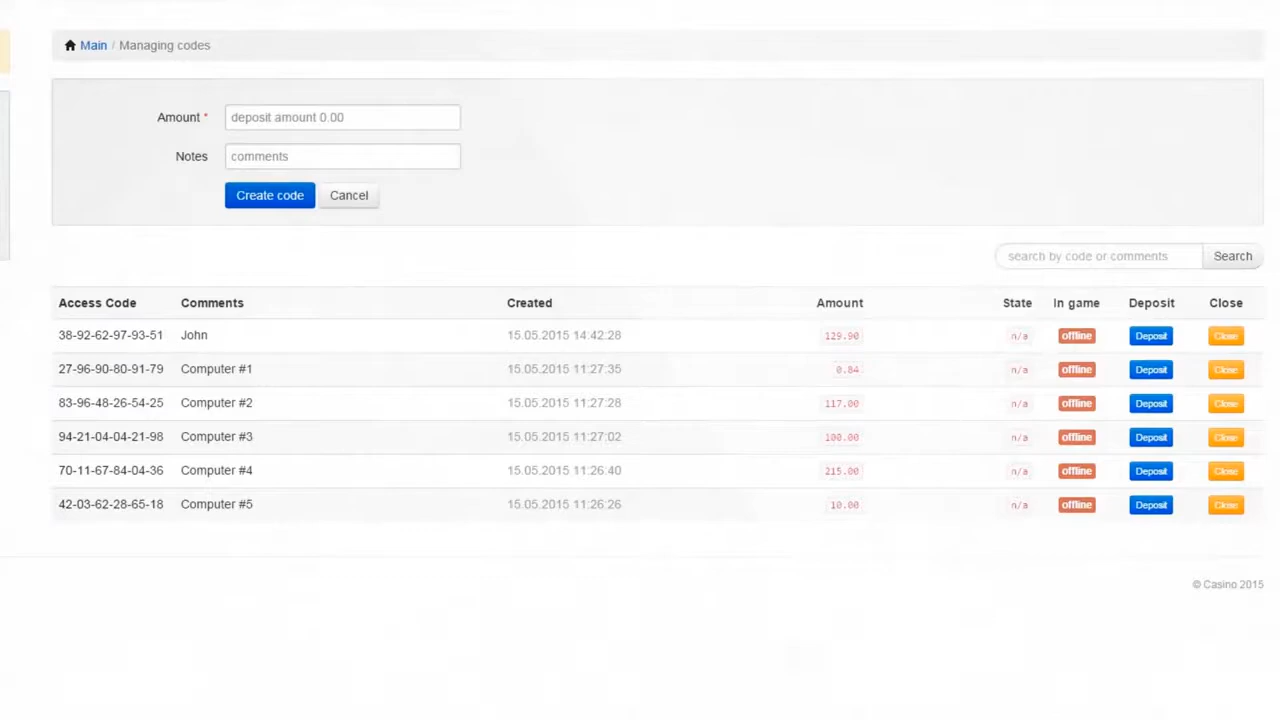 Main / Managing codes
Amount * deposit amount 0.00
Notes comments
Create code Cancel
search by code or comments Search
Access Code Comments Created Amount State In game Deposit Close
38-92-62-97-93-51 John 15.05.2015 14:42:28 129.90 n/a offline Deposit Close
27-96-90-80-91-79 Computer #1 15.05.2015 11:27:35 0.84 n/a offline Deposit Close
83-96-48-26-54-25 Computer #2 15.05.2015 11:27:28 117.00 n/a offline Deposit Close
94-21-04-04-21-98 Computer #3 15.05.2015 11:27:02 100.00 n/a offline Deposit Close
70-11-67-84-04-36 Computer #4 15.05.2015 11:26:40 215.00 n/a offline Deposit Close
42-03-62-28-65-18 Computer #5 15.05.2015 11:26:26 10.00 n/a offline Deposit Close
© Casino 2015